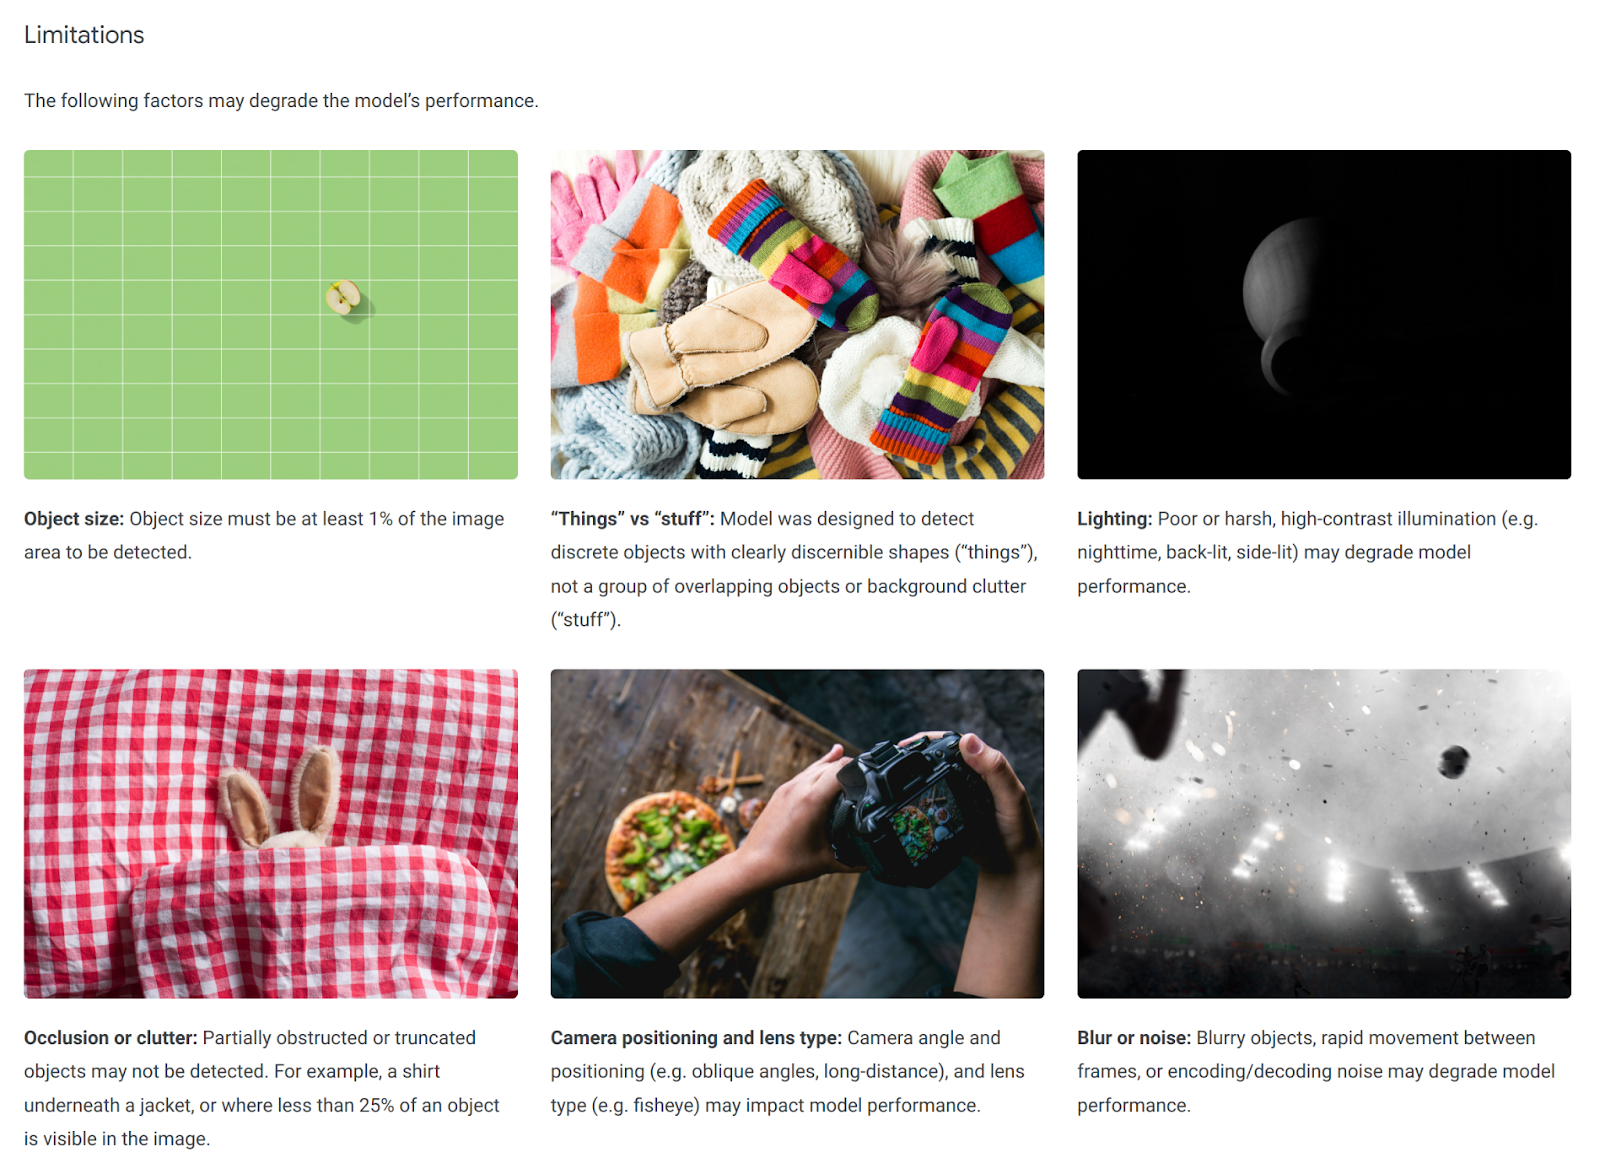 Limitations
The following factors may degrade the model’s performance.
Object size: Object size must be at least 1% of the image
area to be detected.
“Things” vs “stuff”: Model was designed to detect
discrete objects with clearly discernible shapes (“things”),
not a group of overlapping objects or background clutter
(“stuff”).
Lighting: Poor or harsh, high-contrast illumination (e.g.
nighttime, back-lit, side-lit) may degrade model
performance.
Occlusion or clutter: Partially obstructed or truncated
objects may not be detected. For example, a shirt
underneath a jacket, or where less than 25% of an object
is visible in the image.
Camera positioning and lens type: Camera angle and
positioning (e.g. oblique angles, long-distance), and lens
type (e.g. fisheye) may impact model performance.
Blur or noise: Blurry objects, rapid movement between
frames, or encoding/decoding noise may degrade model
performance.